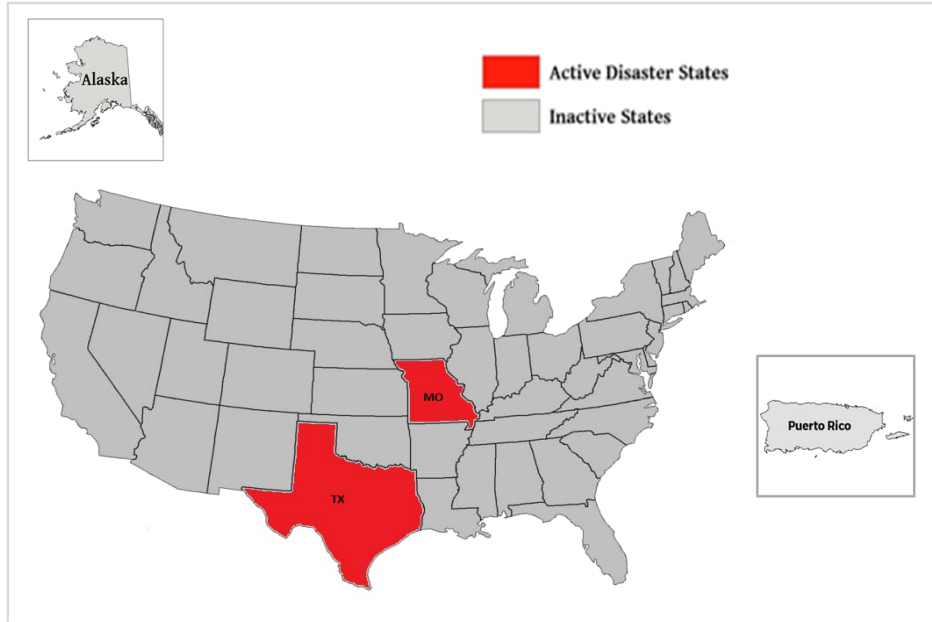 Alaska
Active Disaster States
Inactive States
MO
Puerto Rico
TX